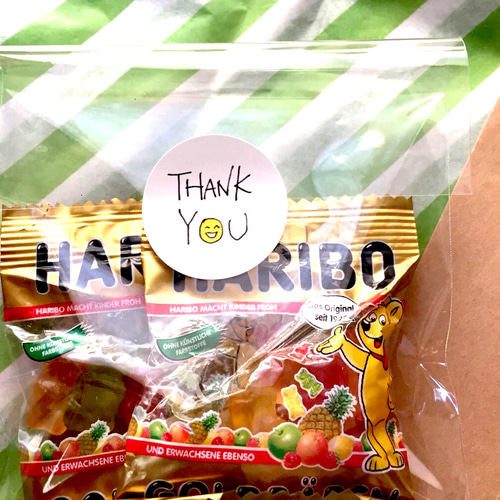 THANK
YOU
HAR
HARIBO
HARIBO MACHT KINDER FROH
HARIBO MACHT KINDER FROH
Das Original
seit
OHNE KÜNSTLICHE
FARBSTOFFE
OHNE KÜNSTLICHE
FARBSTOFFE
UND ERWACHSENE EBENSO
UND ERWACHSENE EBENSO